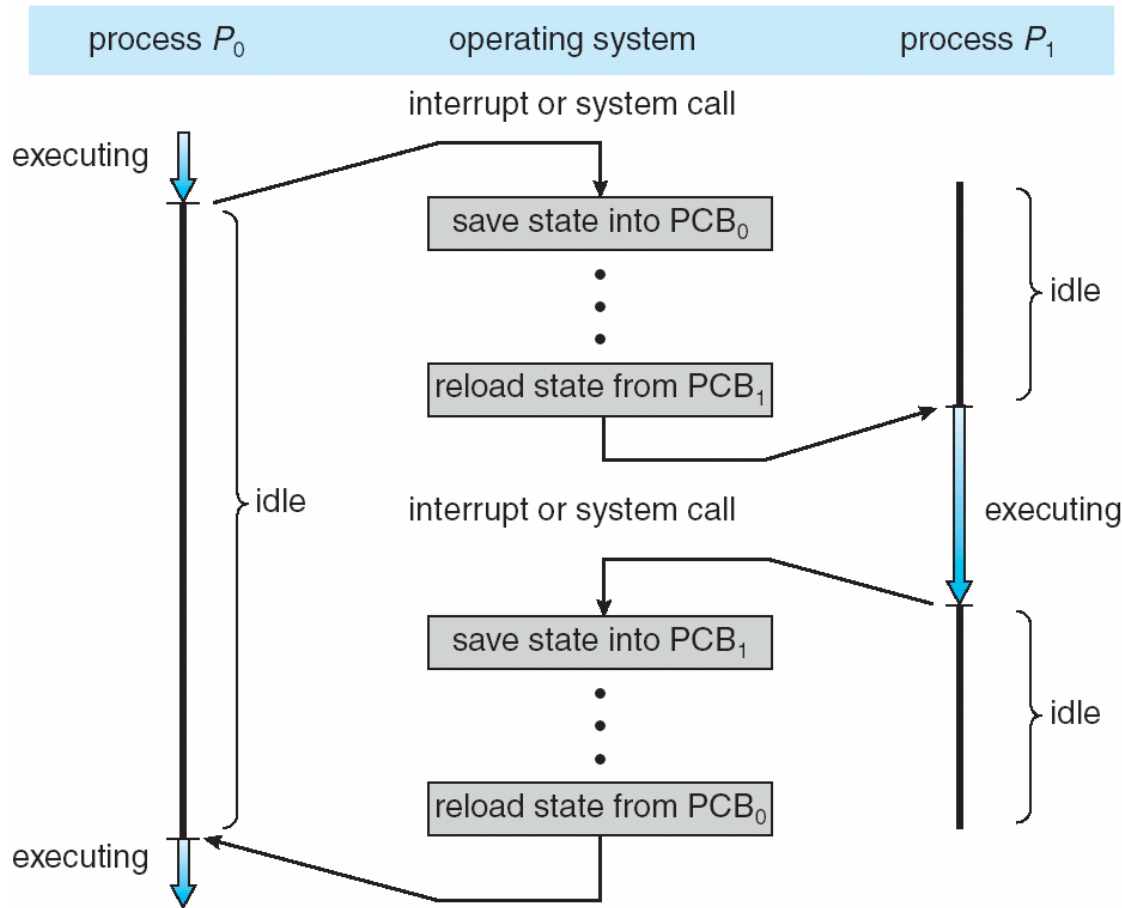 process P₀ operating system process P₁
interrupt or system call
executing
save state into PCB₀
idle
reload state from PCB₁
idle
interrupt or system call
executing
save state into PCB₁
idle
reload state from PCB₀
executing